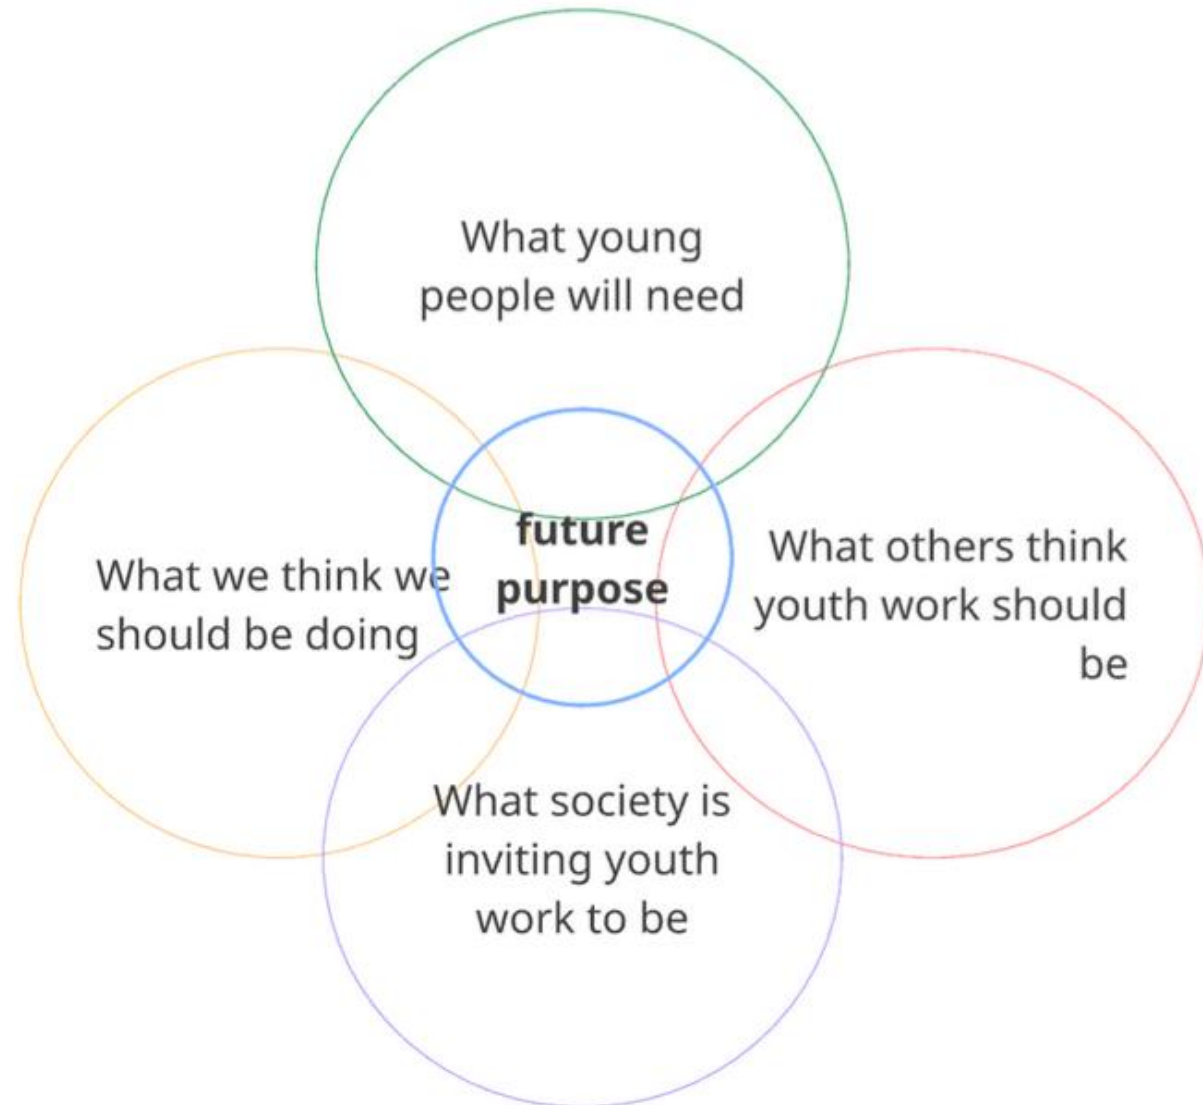 What young
people will need
future
purpose
What we think we
should be doing
What others think
youth work should
be
What society is
inviting youth
work to be